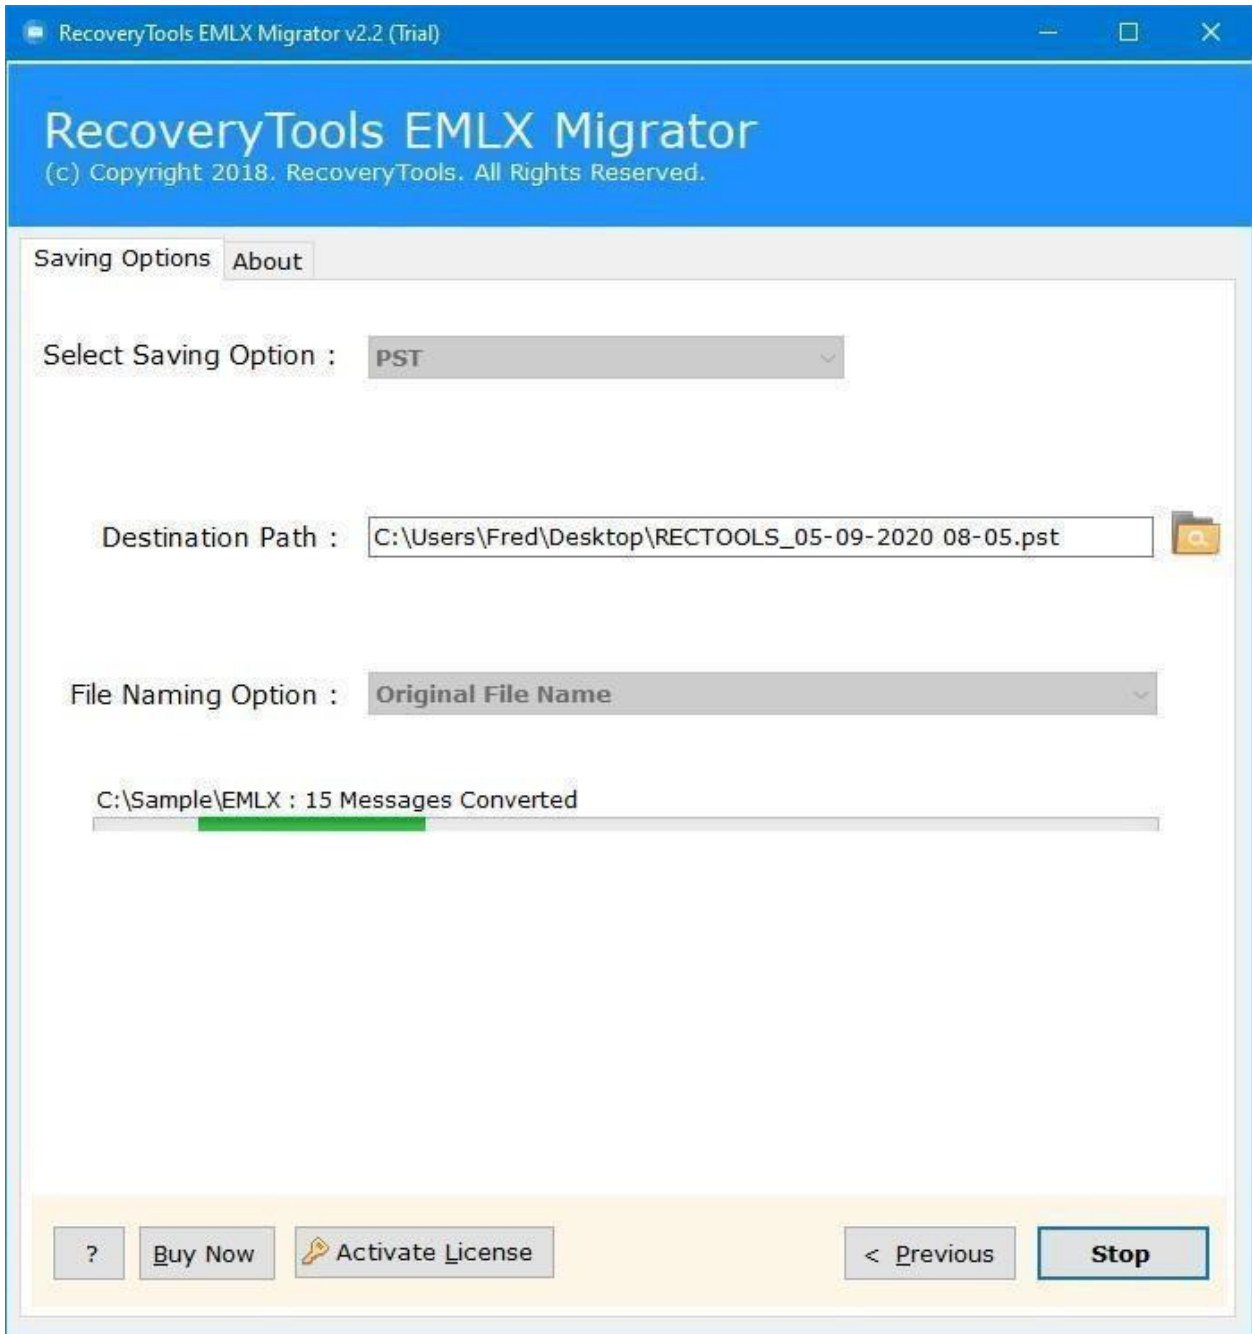 RecoveryTools EMLX Migrator v2.2 (Trial)
RecoveryTools EMLX Migrator
(c) Copyright 2018. RecoveryTools. All Rights Reserved.
Saving Options About
Select Saving Option : PST
Destination Path : C:\Users\Fred\Desktop\RECTOOLS_05-09-2020 08-05.pst
File Naming Option : Original File Name
C:\Sample\EMLX : 15 Messages Converted
? Buy Now Activate License < Previous Stop